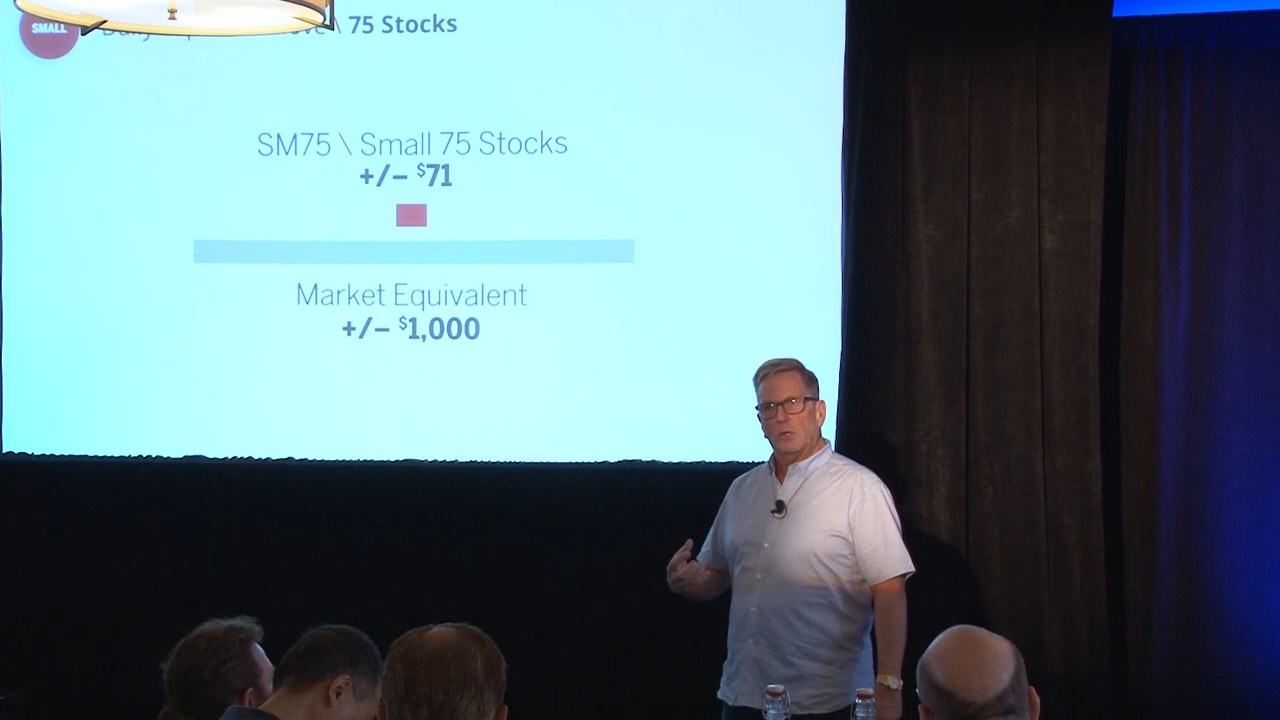 SMALL
\ 75 Stocks
SM75 \ Small 75 Stocks
+/– $71
Market Equivalent
+/– $1,000